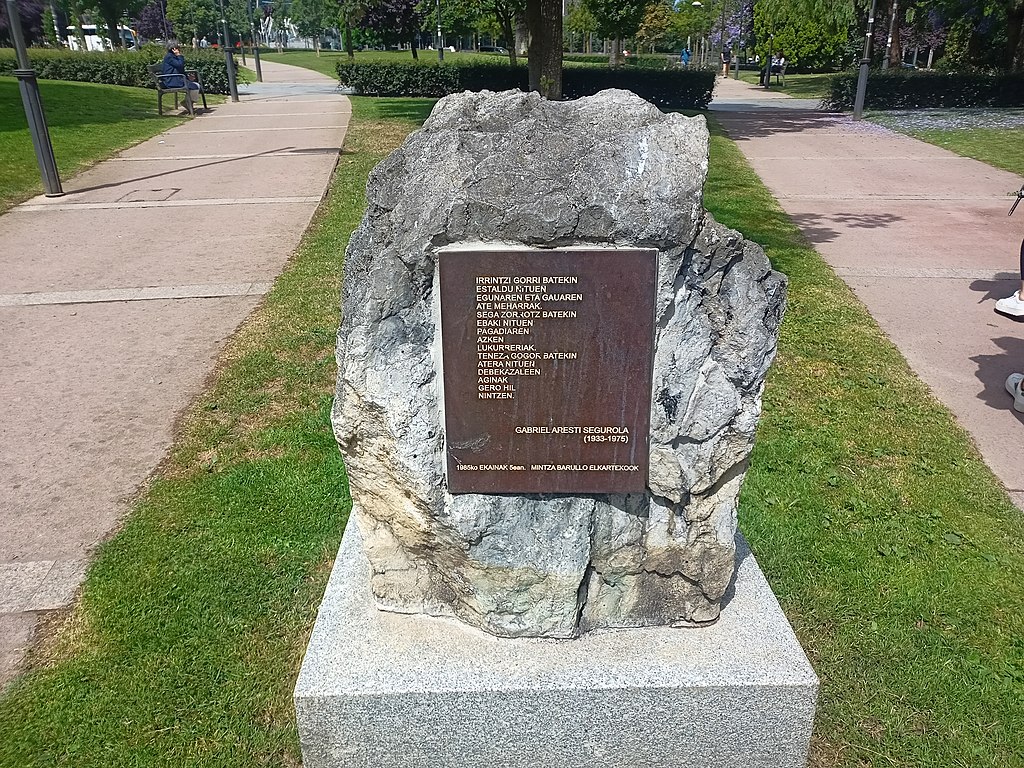 IRRINTZI GORRI BATEKIN
ESTALDU NITUEN
EGUNAREN ETA GAUAREN
ATE MEHARRAK.
SEGA ZORROTZ BATEKIN
EBAKI NITUEN
PAGADIAREN
AZKEN
LUKURRERIAK.
TENEZA GOGOR BATEKIN
ATERA NITUEN
DEBEKAZALEEN
AGINAK
GERO HIL
NINTZEN.
GABRIEL ARESTI SEGUROLA
(1933-1975)
1985ko EKAINAK 5ean. MINTZA BARULLO ELKARTEKOOK